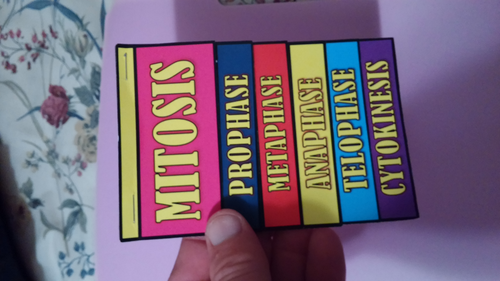 MITOSIS
PROPHASE
METAPHASE
ANAPHASE
TELOPHASE
CYTOKINESIS